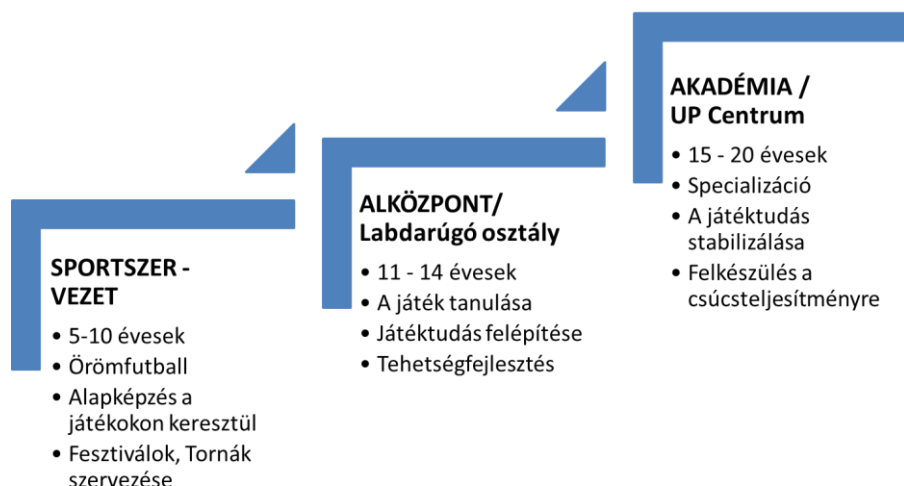 SPORTSZER -
VEZET
• 5-10 évesek
• Örömfutball
• Alapképzés a
játékokon keresztül
• Fesztiválok, Tornák
szervezése
ALKÖZPONT/
Labdarúgó osztály
• 11 - 14 évesek
• A játék tanulása
• Játéktudás felépítése
• Tehetségfejlesztés
AKADÉMIA /
UP Centrum
• 15 - 20 évesek
• Specializáció
• A játéktudás
stabilizálása
• Felkészülés a
csúcsteljesítményre